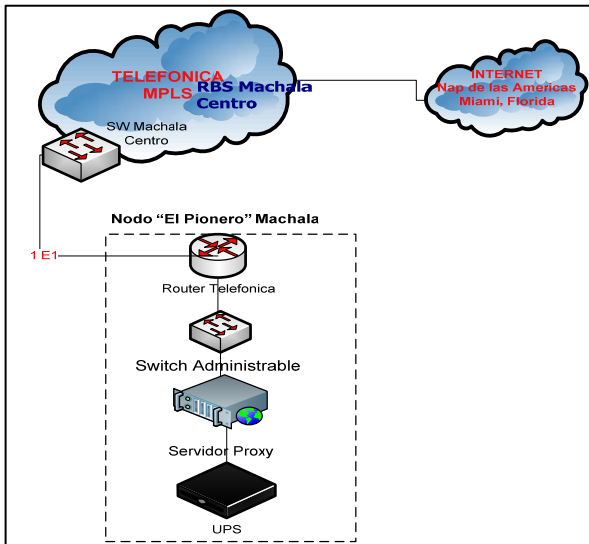 TELEFONICA
MPLS
RBS Machala
Centro
INTERNET
Nap de las Americas
Miami, Florida
SW Machala
Centro
Nodo “El Pionero” Machala
1 E1
Router Telefonica
Switch Administrable
Servidor Proxy
UPS